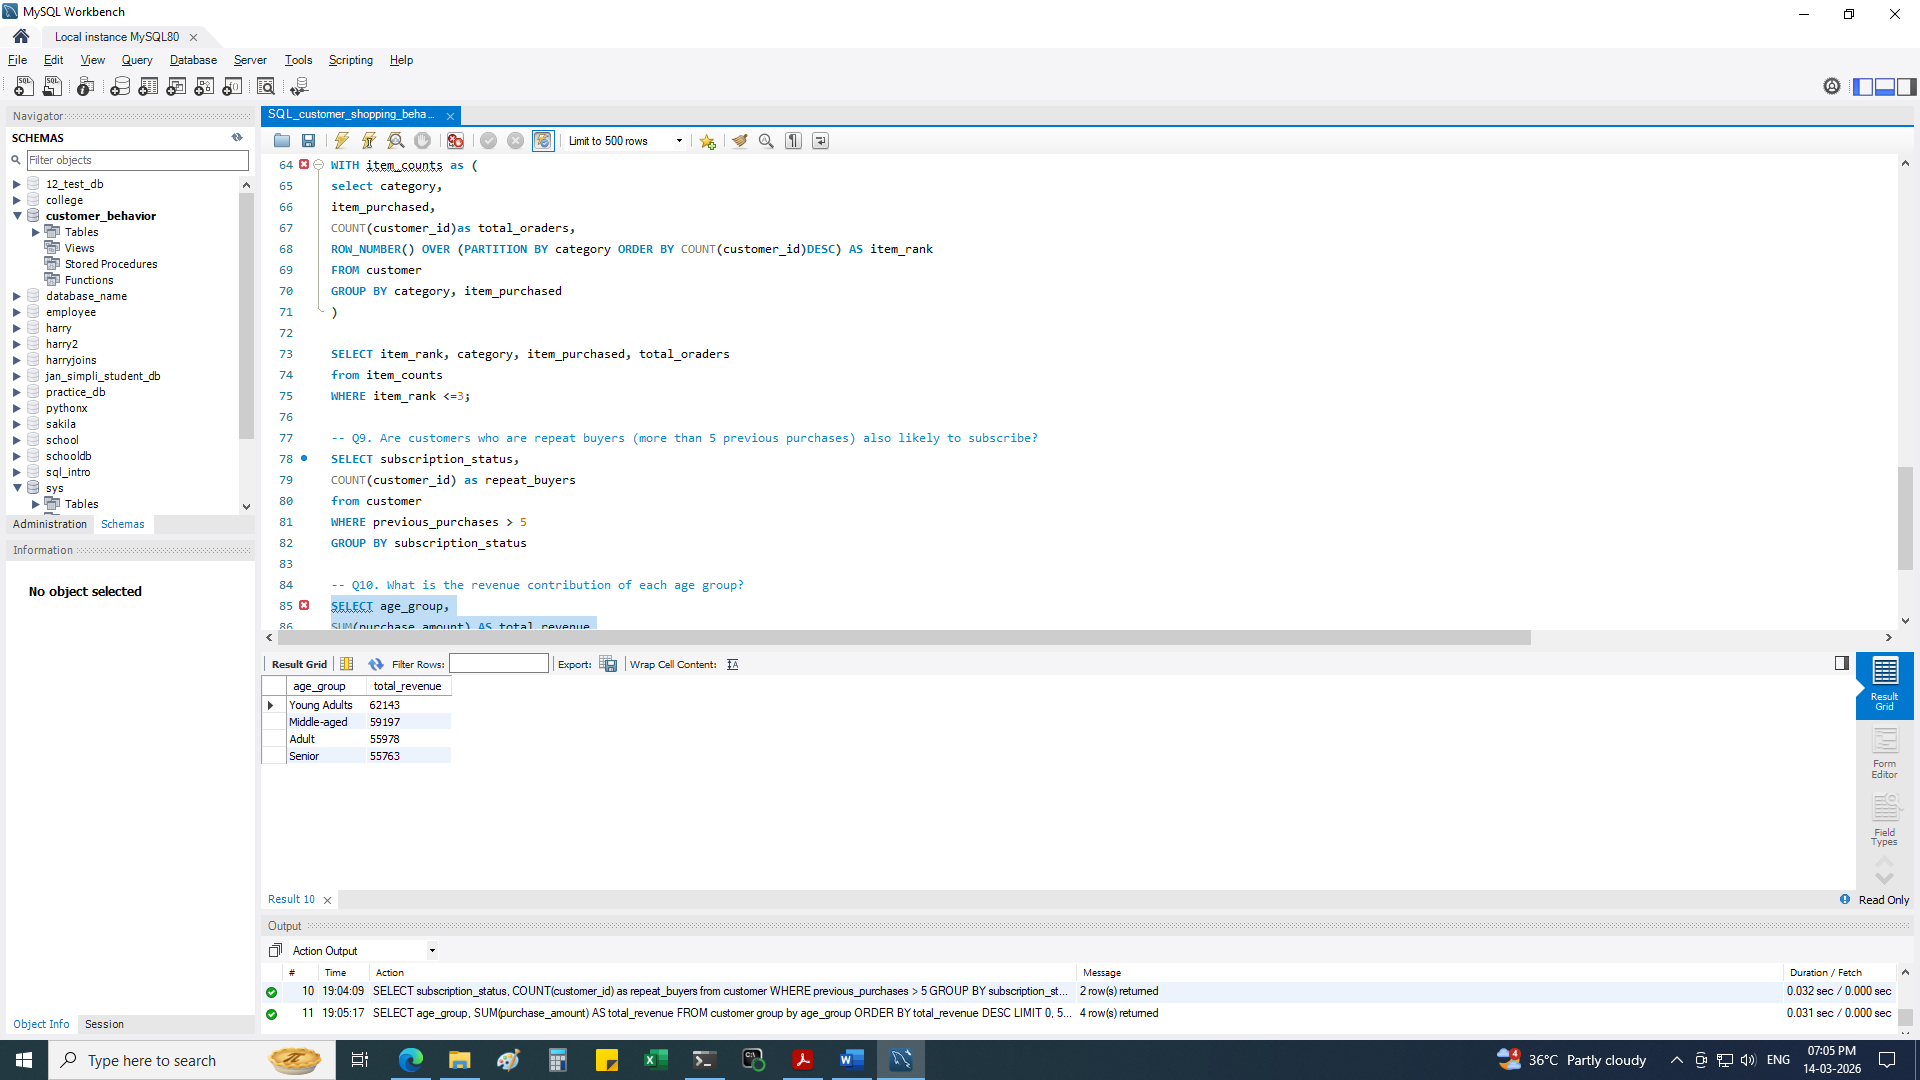 MySQL Workbench
Local instance MySQL80
File Edit View Query Database Server Tools Scripting Help
Navigator
SCHEMAS
Filter objects
12_test_db
college
customer_behavior
Tables
Views
Stored Procedures
Functions
database_name
employee
harry
harry2
harryjoins
jan_simpli_student_db
practice_db
pythonx
sakila
school
schooldb
sql_intro
sys
Tables
Administration Schemas
Information
No object selected
Object Info Session
SQL_customer_shopping_beha...
Limit to 500 rows
64 WITH item_counts as (
65 select category,
66 item_purchased,
67 COUNT(customer_id)as total_oraders,
68 ROW_NUMBER() OVER (PARTITION BY category ORDER BY COUNT(customer_id)DESC) AS item_rank
69 FROM customer
70 GROUP BY category, item_purchased
71 )
72
73 SELECT item_rank, category, item_purchased, total_oraders
74 from item_counts
75 WHERE item_rank <=3;
76
77 -- Q9. Are customers who are repeat buyers (more than 5 previous purchases) also likely to subscribe?
78 SELECT subscription_status,
79 COUNT(customer_id) as repeat_buyers
80 from customer
81 WHERE previous_purchases > 5
82 GROUP BY subscription_status
83
84 -- Q10. What is the revenue contribution of each age group?
85 SELECT age_group,
86 SUM(purchase_amount) AS total_revenue
Result Grid Filter Rows: Export: Wrap Cell Content:
age_group total_revenue
Young Adults 62143
Middle-aged 59197
Adult 55978
Senior 55763
Result Grid
Form Editor
Field Types
Result 10
Read Only
Output
Action Output
# Time Action Message Duration / Fetch
10 19:04:09 SELECT subscription_status, COUNT(customer_id) as repeat_buyers from customer WHERE previous_purchases > 5 GROUP BY subscription_st... 2 row(s) returned 0.032 sec / 0.000 sec
11 19:05:17 SELECT age_group, SUM(purchase_amount) AS total_revenue FROM customer group by age_group ORDER BY total_revenue DESC LIMIT 0, 5... 4 row(s) returned 0.031 sec / 0.000 sec
Type here to search
4
36°C Partly cloudy
ENG
07:05 PM
14-03-2026